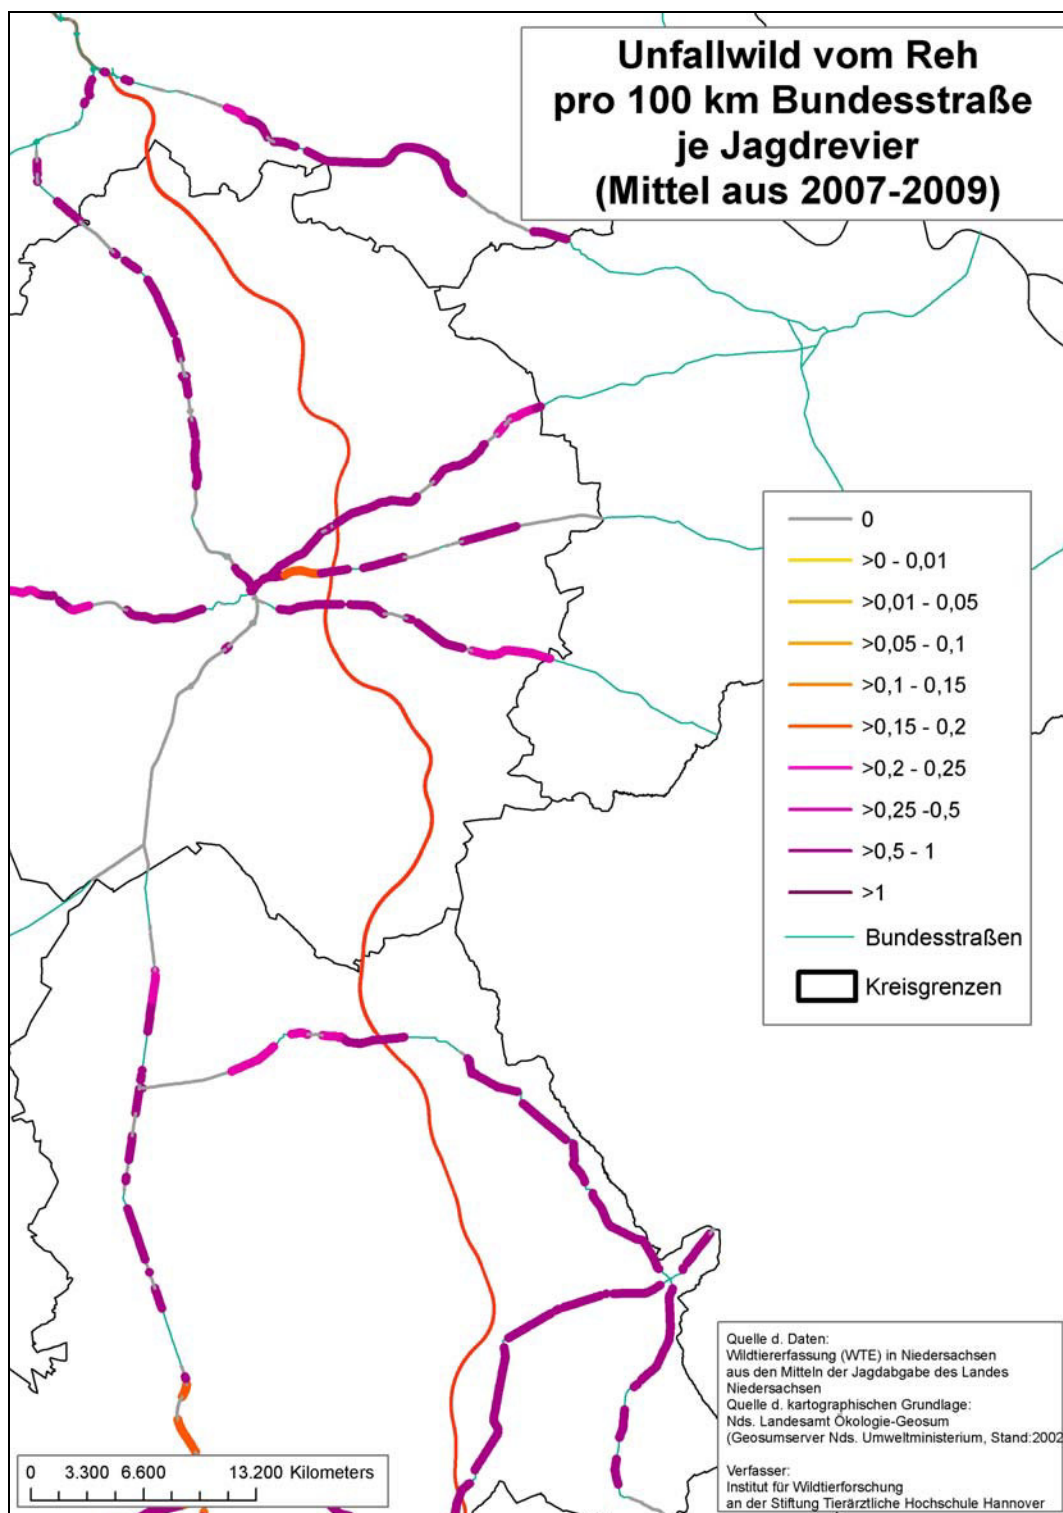 Unfallwild vom Reh
pro 100 km Bundesstraße
je Jagdrevier
(Mittel aus 2007-2009)
0
>0 - 0,01
>0,01 - 0,05
>0,05 - 0,1
>0,1 - 0,15
>0,15 - 0,2
>0,2 - 0,25
>0,25 -0,5
>0,5 - 1
>1
Bundesstraßen
Kreisgrenzen
Quelle d. Daten:
Wildtiererfassung (WTE) in Niedersachsen
aus den Mitteln der Jagdabgabe des Landes
Niedersachsen
Quelle d. kartographischen Grundlage:
Nds. Landesamt Ökologie-Geosum
(Geosumserver Nds. Umweltministerium, Stand:2002
Verfasser:
Institut für Wildtierforschung
an der Stiftung Tierärztliche Hochschule Hannover
0 3.300 6.600 13.200 Kilometers